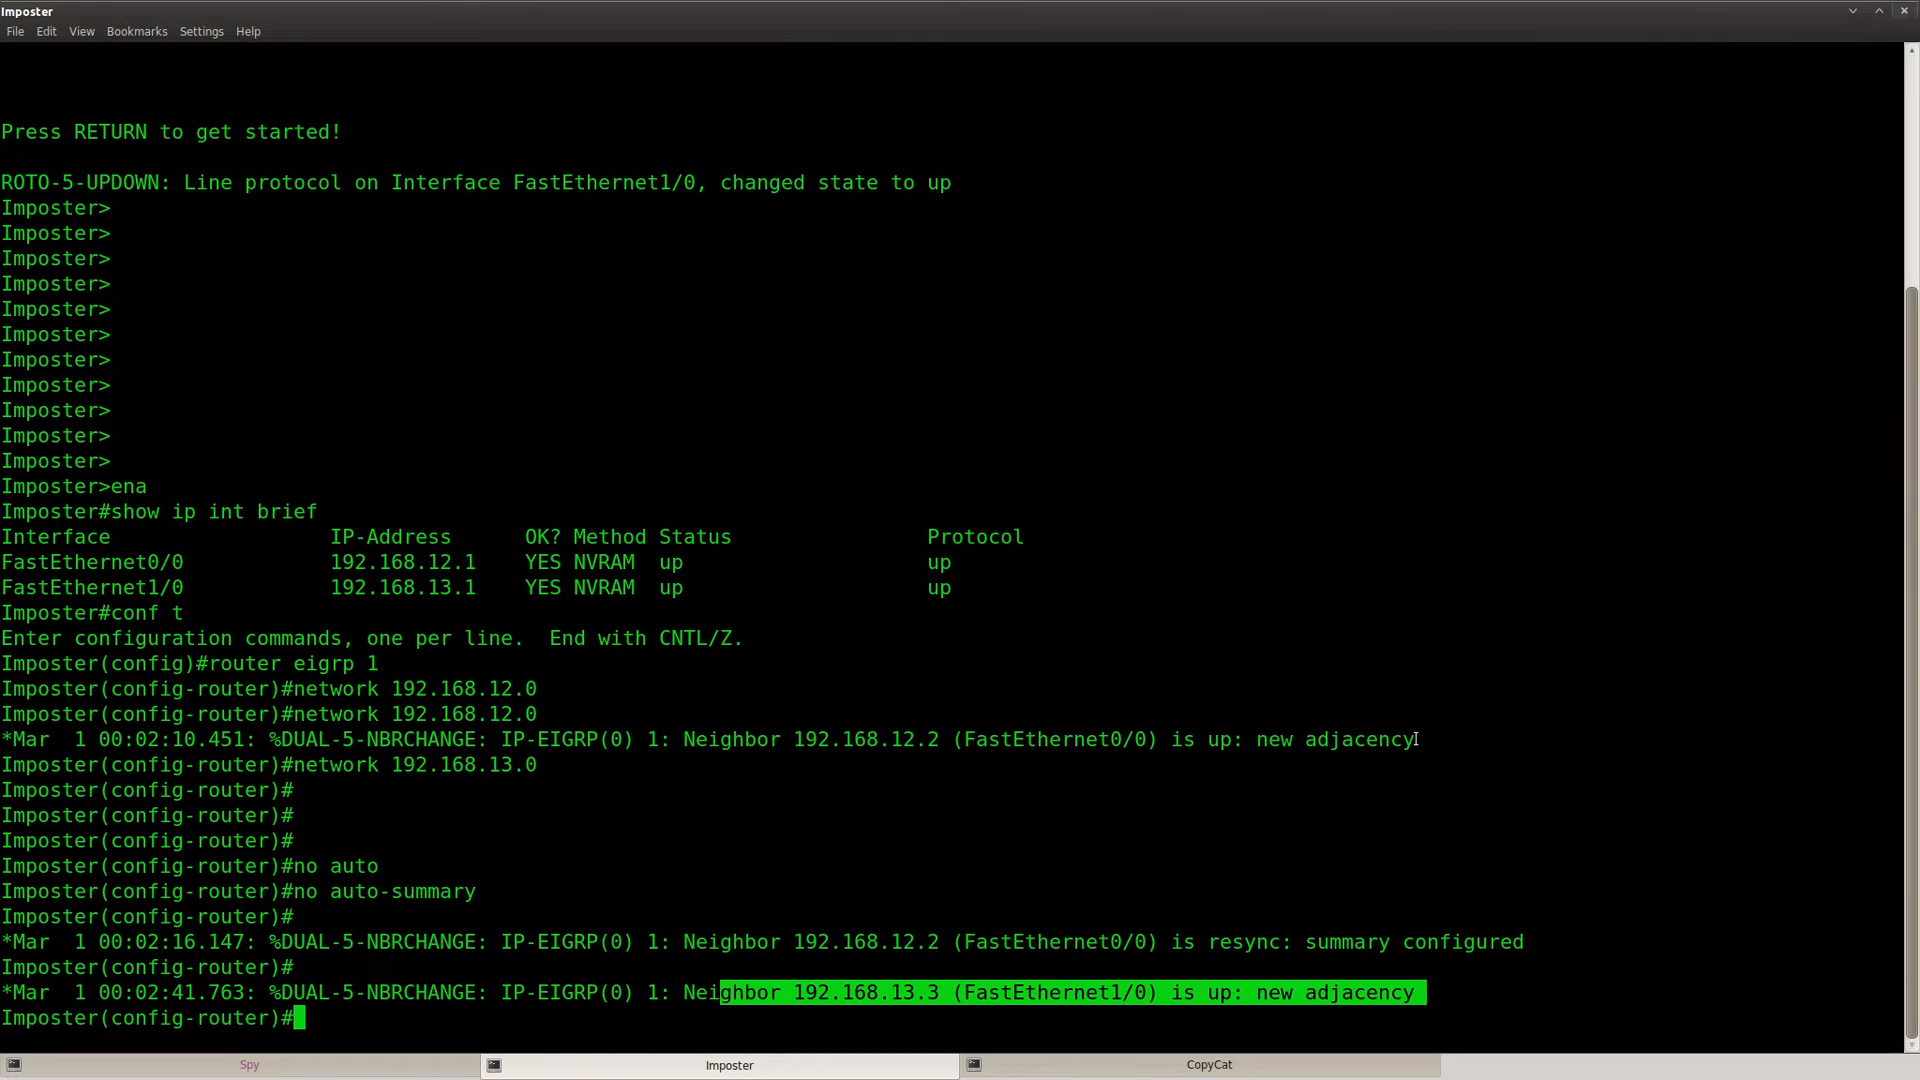 Imposter
File Edit View Bookmarks Settings Help
Press RETURN to get started!
ROTO-5-UPDOWN: Line protocol on Interface FastEthernet1/0, changed state to up
Imposter>
Imposter>
Imposter>
Imposter>
Imposter>
Imposter>
Imposter>
Imposter>
Imposter>
Imposter>
Imposter>
Imposter>ena
Imposter#show ip int brief
Interface IP-Address OK? Method Status Protocol
FastEthernet0/0 192.168.12.1 YES NVRAM up up
FastEthernet1/0 192.168.13.1 YES NVRAM up up
Imposter#conf t
Enter configuration commands, one per line. End with CNTL/Z.
Imposter(config)#router eigrp 1
Imposter(config-router)#network 192.168.12.0
Imposter(config-router)#network 192.168.12.0
*Mar 1 00:02:10.451: %DUAL-5-NBRCHANGE: IP-EIGRP(0) 1: Neighbor 192.168.12.2 (FastEthernet0/0) is up: new adjacency
Imposter(config-router)#network 192.168.13.0
Imposter(config-router)#
Imposter(config-router)#
Imposter(config-router)#
Imposter(config-router)#no auto
Imposter(config-router)#no auto-summary
Imposter(config-router)#
*Mar 1 00:02:16.147: %DUAL-5-NBRCHANGE: IP-EIGRP(0) 1: Neighbor 192.168.12.2 (FastEthernet0/0) is resync: summary configured
Imposter(config-router)#
*Mar 1 00:02:41.763: %DUAL-5-NBRCHANGE: IP-EIGRP(0) 1: Neighbor 192.168.13.3 (FastEthernet1/0) is up: new adjacency
Imposter(config-router)#
Spy Imposter CopyCat